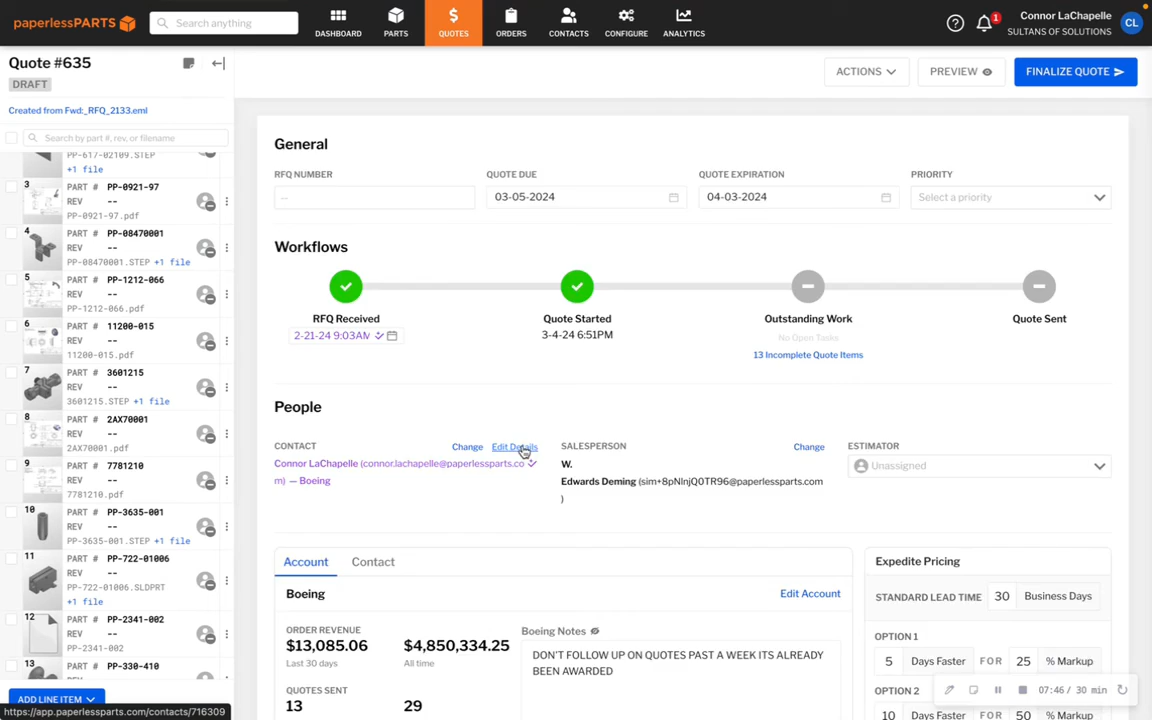 paperlessPARTS
Search anything
DASHBOARD
PARTS
QUOTES
ORDERS
CONTACTS
CONFIGURE
ANALYTICS
1
Connor LaChapelle
SULTANS OF SOLUTIONS
CL
Quote #635
DRAFT
Created from Fwd:_RFQ_2133.eml
Search by part #, rev, or filename
PP-617-02109.STEP
+1 file
3
PART # PP-0921-97
REV --
PP-0921-97.pdf
4
PART # PP-08470001
REV --
PP-08470001.STEP +1 file
5
PART # PP-1212-066
REV --
PP-1212-066.pdf
6
PART # 11200-015
REV --
11200-015.pdf
7
PART # 3601215
REV --
3601215.STEP +1 file
8
PART # 2AX70001
REV --
2AX70001.pdf
9
PART # 7781210
REV --
7781210.pdf
10
PART # PP-3635-001
REV --
PP-3635-001.STEP +1 file
11
PART # PP-722-01006
REV --
PP-722-01006.SLDPRT
+1 file
12
PART # PP-2341-002
REV --
PP-2341-002
13
PART # PP-330-410
ADD LINE ITEM
https://app.paperlessparts.com/contacts/716309
ACTIONS
PREVIEW
FINALIZE QUOTE
General
RFQ NUMBER
--
QUOTE DUE
03-05-2024
QUOTE EXPIRATION
04-03-2024
PRIORITY
Select a priority
Workflows
RFQ Received
2-21-24 9:03AM
Quote Started
3-4-24 6:51PM
Outstanding Work
No Open Tasks
13 Incomplete Quote Items
Quote Sent
People
CONTACT Change Edit Details
Connor LaChapelle (connor.lachapelle@paperlessparts.co
m) — Boeing
SALESPERSON Change
W.
Edwards Deming (sim+8pNlnjQ0TR96@paperlessparts.com
)
ESTIMATOR
Unassigned
Account
Contact
Boeing
Edit Account
ORDER REVENUE
$13,085.06
Last 30 days
$4,850,334.25
All time
QUOTES SENT
13
29
Boeing Notes
DON'T FOLLOW UP ON QUOTES PAST A WEEK ITS ALREADY
BEEN AWARDED
Expedite Pricing
STANDARD LEAD TIME 30 Business Days
OPTION 1
5 Days Faster FOR 25 % Markup
OPTION 2
10 Days Faster FOR 50 % Markup
07:46 / 30 min